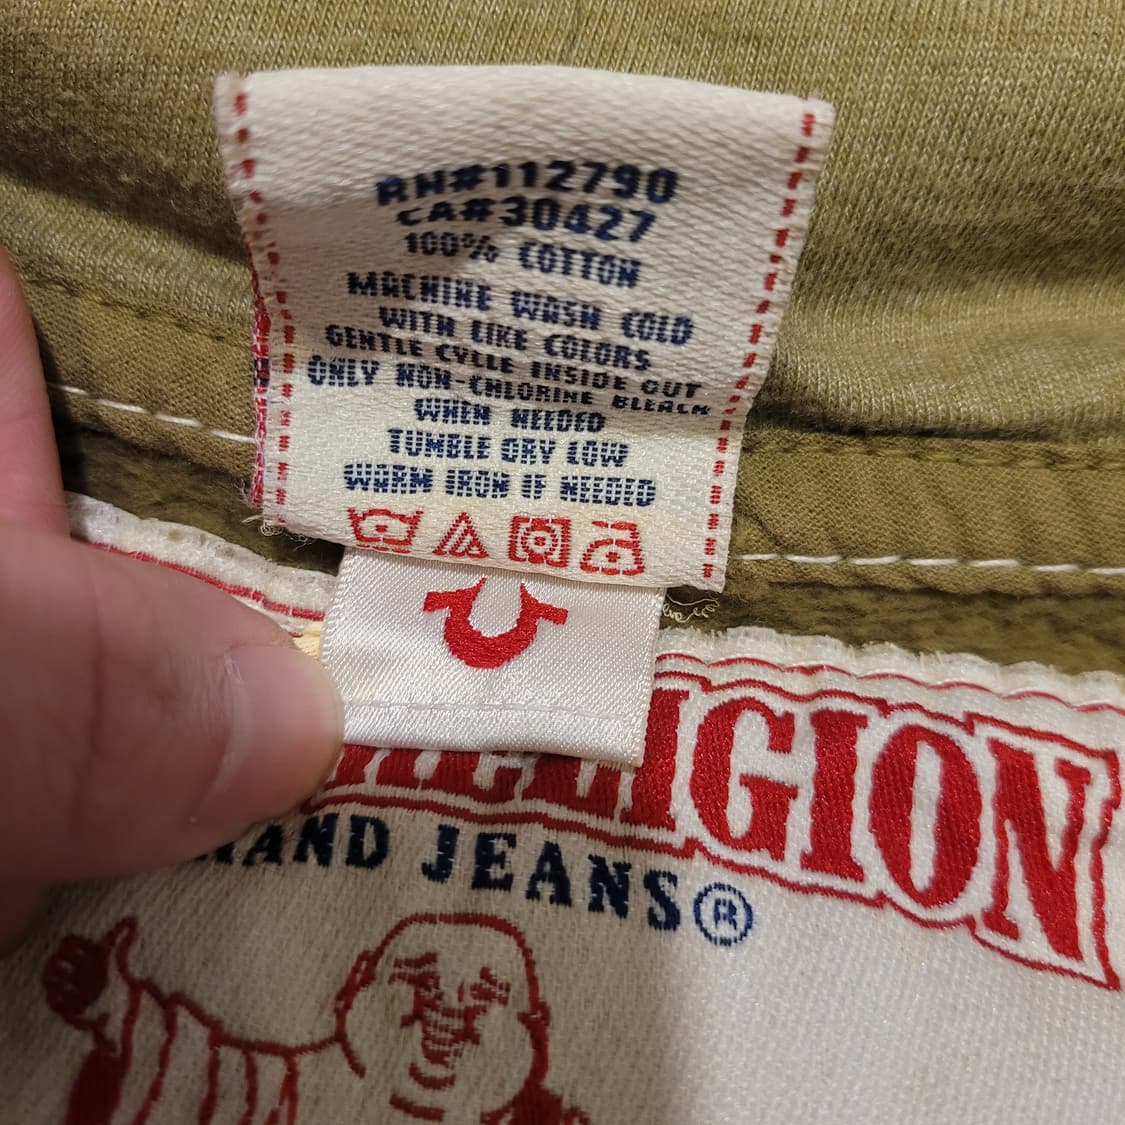 RN#112790
CA#30427
100% COTTON
MACHINE WASH COLD
WITH LIKE COLORS
GENTLE CYCLE INSIDE OUT
ONLY NON-CHLORINE BLEACH
WHEN NEEDED
TUMBLE DRY LOW
WARM IRON IF NEEDED
RELIGION
RAND JEANS®